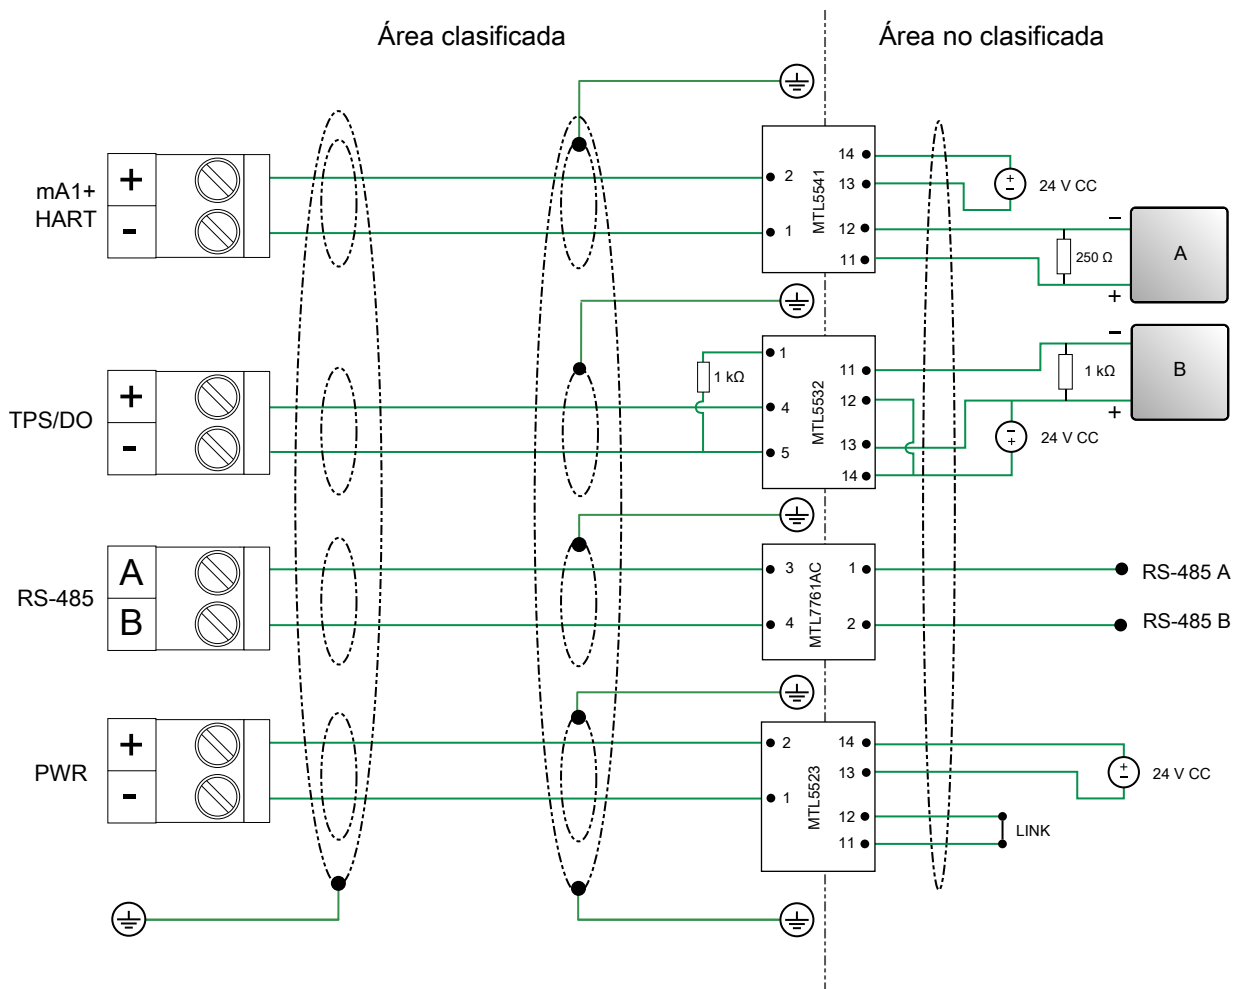 Área clasificada
Área no clasificada
mA1+
HART
+
-
2
1
MTL5541
14
13
12
11
+
-
24 V CC
250 Ω
-
+
A
TPS/DO
+
-
1 kΩ
1
4
5
MTL5532
11
12
13
14
-
+
24 V CC
1 kΩ
-
+
B
RS-485
A
B
3
4
MTL7761AC
1
2
RS-485 A
RS-485 B
PWR
+
-
2
1
MTL5523
14
13
12
11
+
-
24 V CC
LINK